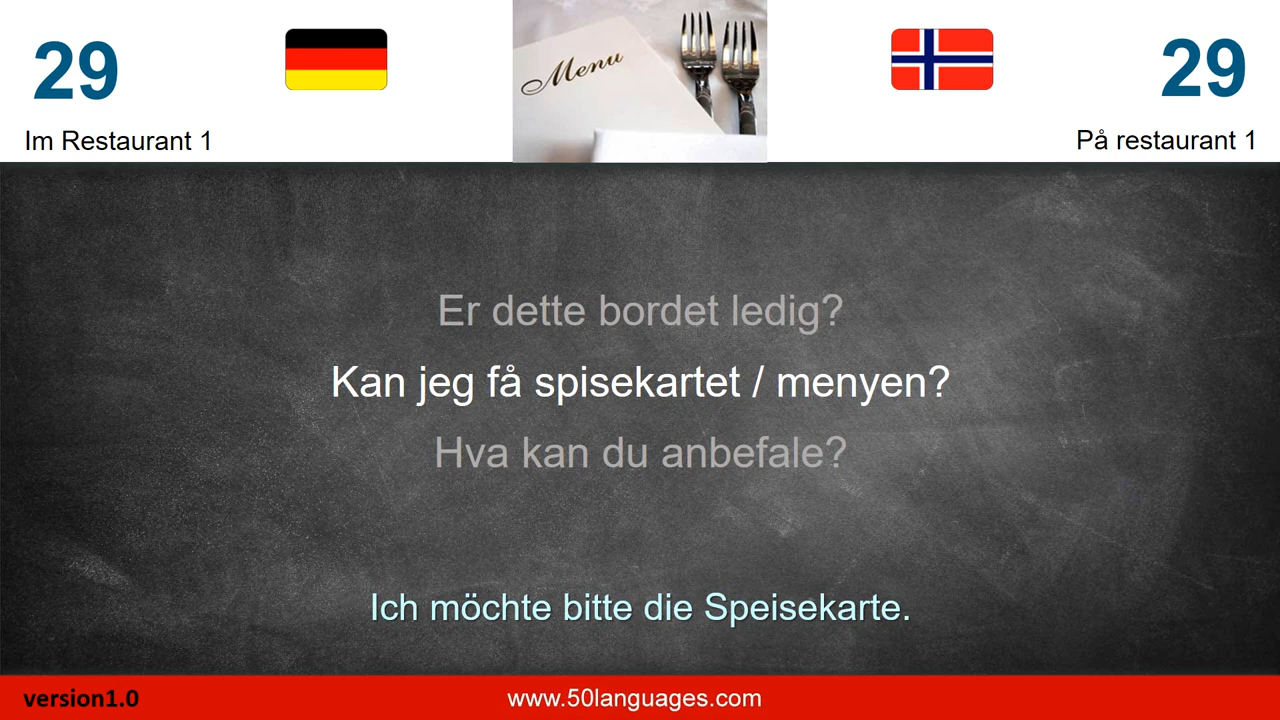 29
29
Im Restaurant 1
Menu
På restaurant 1
Er dette bordet ledig?
Kan jeg få spisekartet / menyen?
Hva kan du anbefale?
Ich möchte bitte die Speisekarte.
version1.0
www.50languages.com